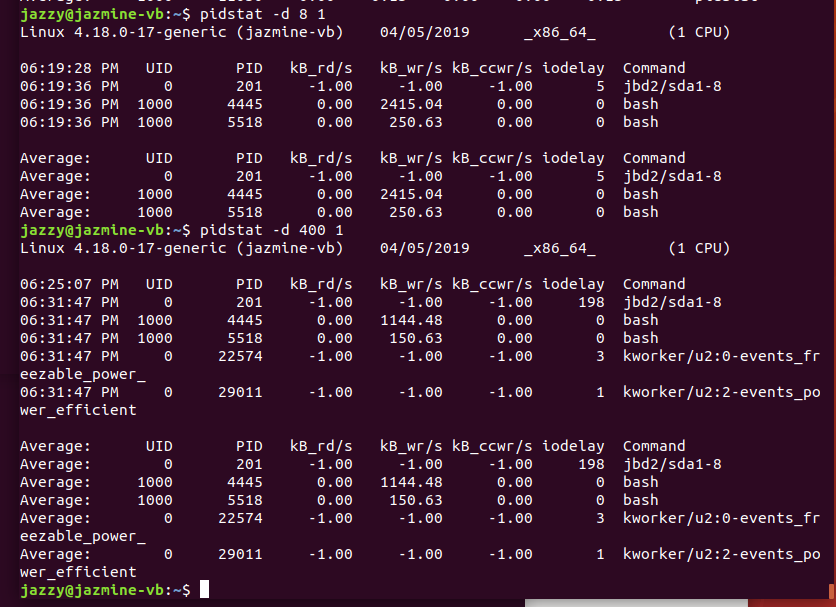 jazzy@jazmine-vb:~$ pidstat -d 8 1
Linux 4.18.0-17-generic (jazmine-vb)    04/05/2019      _x86_64_        (1 CPU)

06:19:28 PM   UID       PID   kB_rd/s   kB_wr/s kB_ccwr/s iodelay  Command
06:19:36 PM     0       201     -1.00     -1.00     -1.00       5  jbd2/sda1-8
06:19:36 PM  1000      4445      0.00   2415.04      0.00       0  bash
06:19:36 PM  1000      5518      0.00    250.63      0.00       0  bash

Average:      UID       PID   kB_rd/s   kB_wr/s kB_ccwr/s iodelay  Command
Average:        0       201     -1.00     -1.00     -1.00       5  jbd2/sda1-8
Average:     1000      4445      0.00   2415.04      0.00       0  bash
Average:     1000      5518      0.00    250.63      0.00       0  bash
jazzy@jazmine-vb:~$ pidstat -d 400 1
Linux 4.18.0-17-generic (jazmine-vb)    04/05/2019      _x86_64_        (1 CPU)

06:25:07 PM   UID       PID   kB_rd/s   kB_wr/s kB_ccwr/s iodelay  Command
06:31:47 PM     0       201     -1.00     -1.00     -1.00     198  jbd2/sda1-8
06:31:47 PM  1000      4445      0.00   1144.48      0.00       0  bash
06:31:47 PM  1000      5518      0.00    150.63      0.00       0  bash
06:31:47 PM     0     22574     -1.00     -1.00     -1.00       3  kworker/u2:0-events_fr
eezable_power_
06:31:47 PM     0     29011     -1.00     -1.00     -1.00       1  kworker/u2:2-events_po
wer_efficient

Average:      UID       PID   kB_rd/s   kB_wr/s kB_ccwr/s iodelay  Command
Average:        0       201     -1.00     -1.00     -1.00     198  jbd2/sda1-8
Average:     1000      4445      0.00   1144.48      0.00       0  bash
Average:     1000      5518      0.00    150.63      0.00       0  bash
Average:        0     22574     -1.00     -1.00     -1.00       3  kworker/u2:0-events_fr
eezable_power_
Average:        0     29011     -1.00     -1.00     -1.00       1  kworker/u2:2-events_po
wer_efficient
jazzy@jazmine-vb:~$